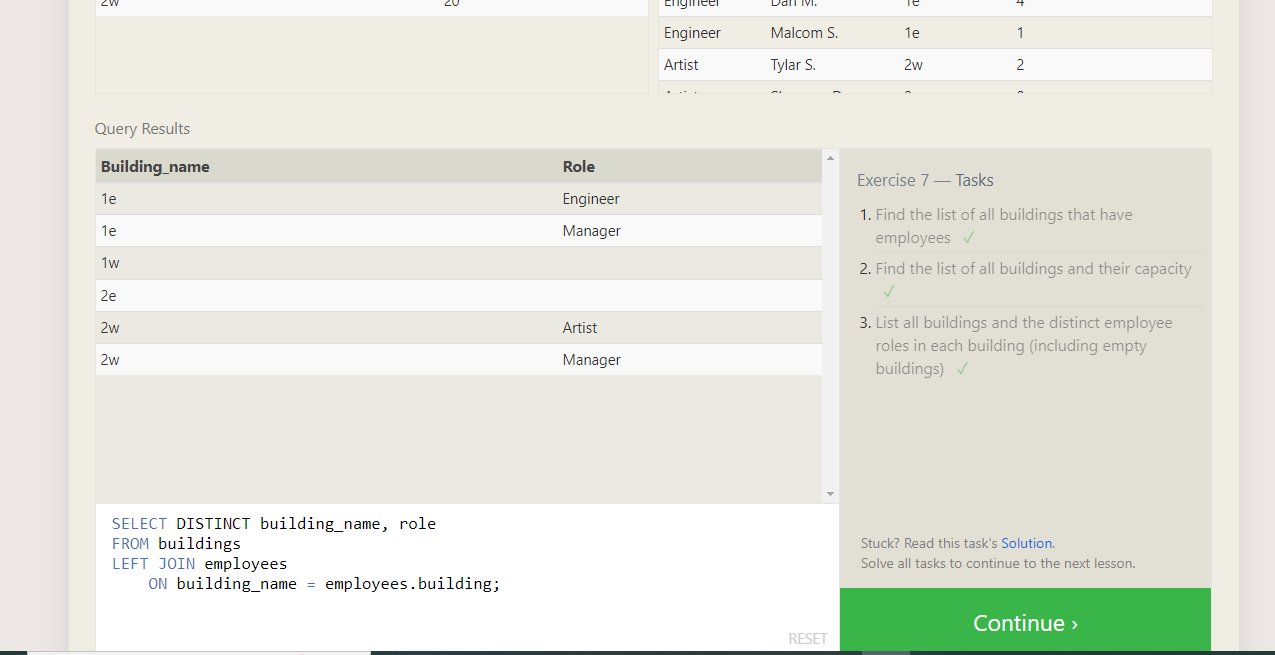 2w 20
Engineer Dan M. 1e 4
Engineer Malcom S. 1e 1
Artist Tylar S. 2w 2
Query Results
Building_name Role
1e Engineer
1e Manager
1w
2e
2w Artist
2w Manager
Exercise 7 — Tasks
1. Find the list of all buildings that have
employees ✓
2. Find the list of all buildings and their capacity
✓
3. List all buildings and the distinct employee
roles in each building (including empty
buildings) ✓
SELECT DISTINCT building_name, role
FROM buildings
LEFT JOIN employees
ON building_name = employees.building;
RESET
Stuck? Read this task's Solution.
Solve all tasks to continue to the next lesson.
Continue ›